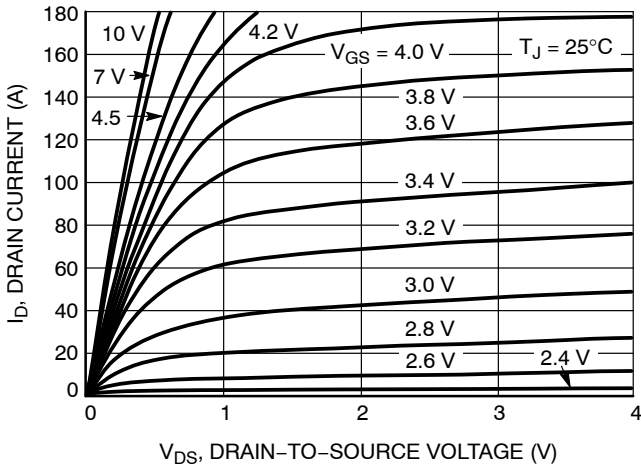 180
160
140
120
100
80
60
40
20
0
I_D, DRAIN CURRENT (A)
10 V
7 V
4.5
4.2 V
V_GS = 4.0 V
T_J = 25°C
3.8 V
3.6 V
3.4 V
3.2 V
3.0 V
2.8 V
2.6 V
2.4 V
0 1 2 3 4
V_DS, DRAIN−TO−SOURCE VOLTAGE (V)